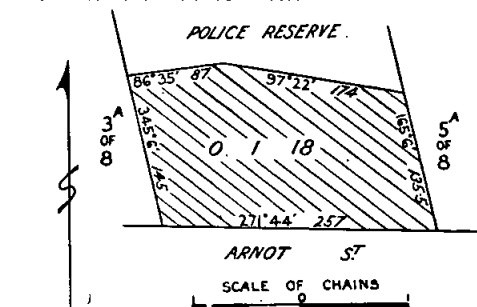 POLICE RESERVE.
86°35' 87
97°22' 174
3A OF 8
345°6' 145
0 1 18
165°6' 135·5
5A OF 8
271°44' 257
ARNOT ST
SCALE OF CHAINS
0